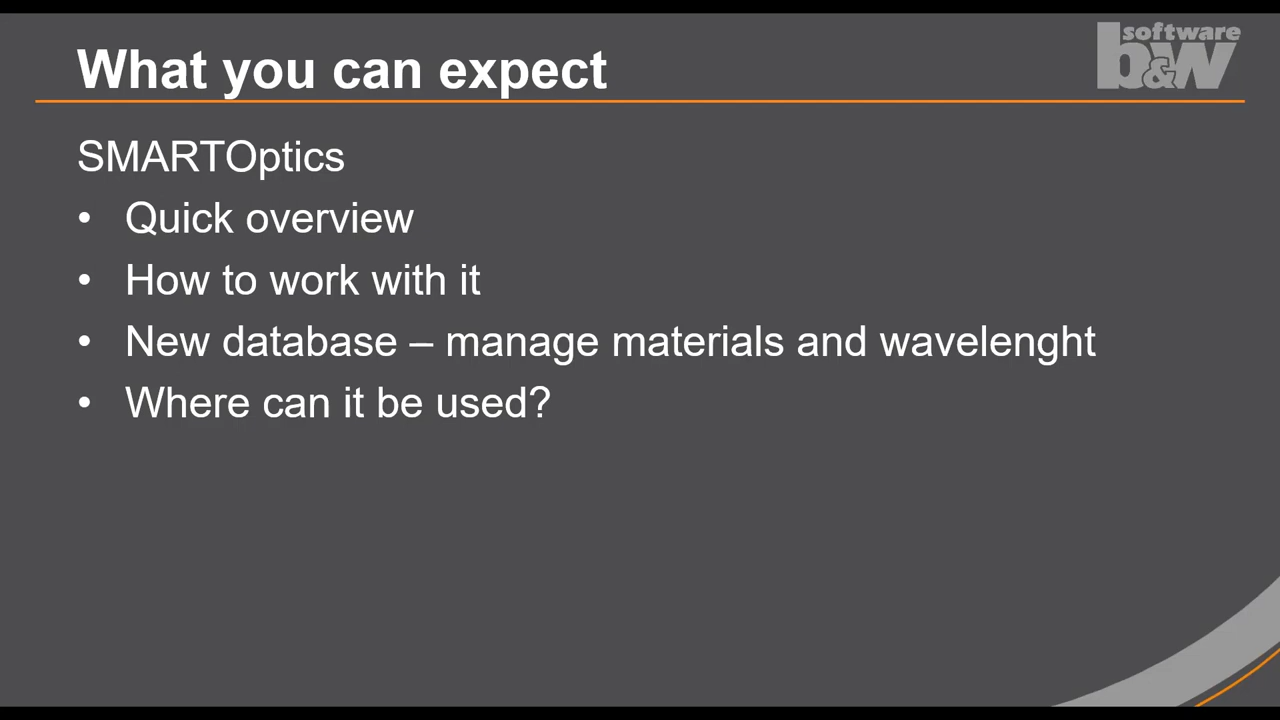 What you can expect
software
b&w
SMARTOptics
• Quick overview
• How to work with it
• New database – manage materials and wavelenght
• Where can it be used?